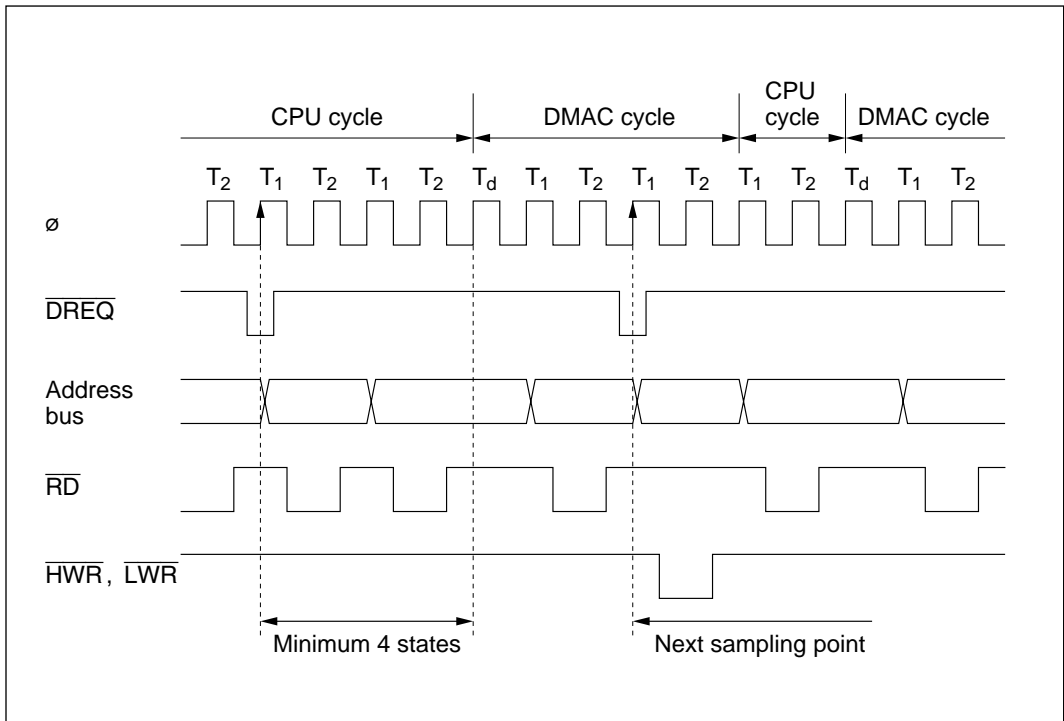 CPU cycle DMAC cycle CPU cycle DMAC cycle
T2 T1 T2 T1 T2 Td T1 T2 T1 T2 T1 T2 Td T1 T2
ø
DREQ
Address
bus
RD
HWR, LWR
Minimum 4 states Next sampling point